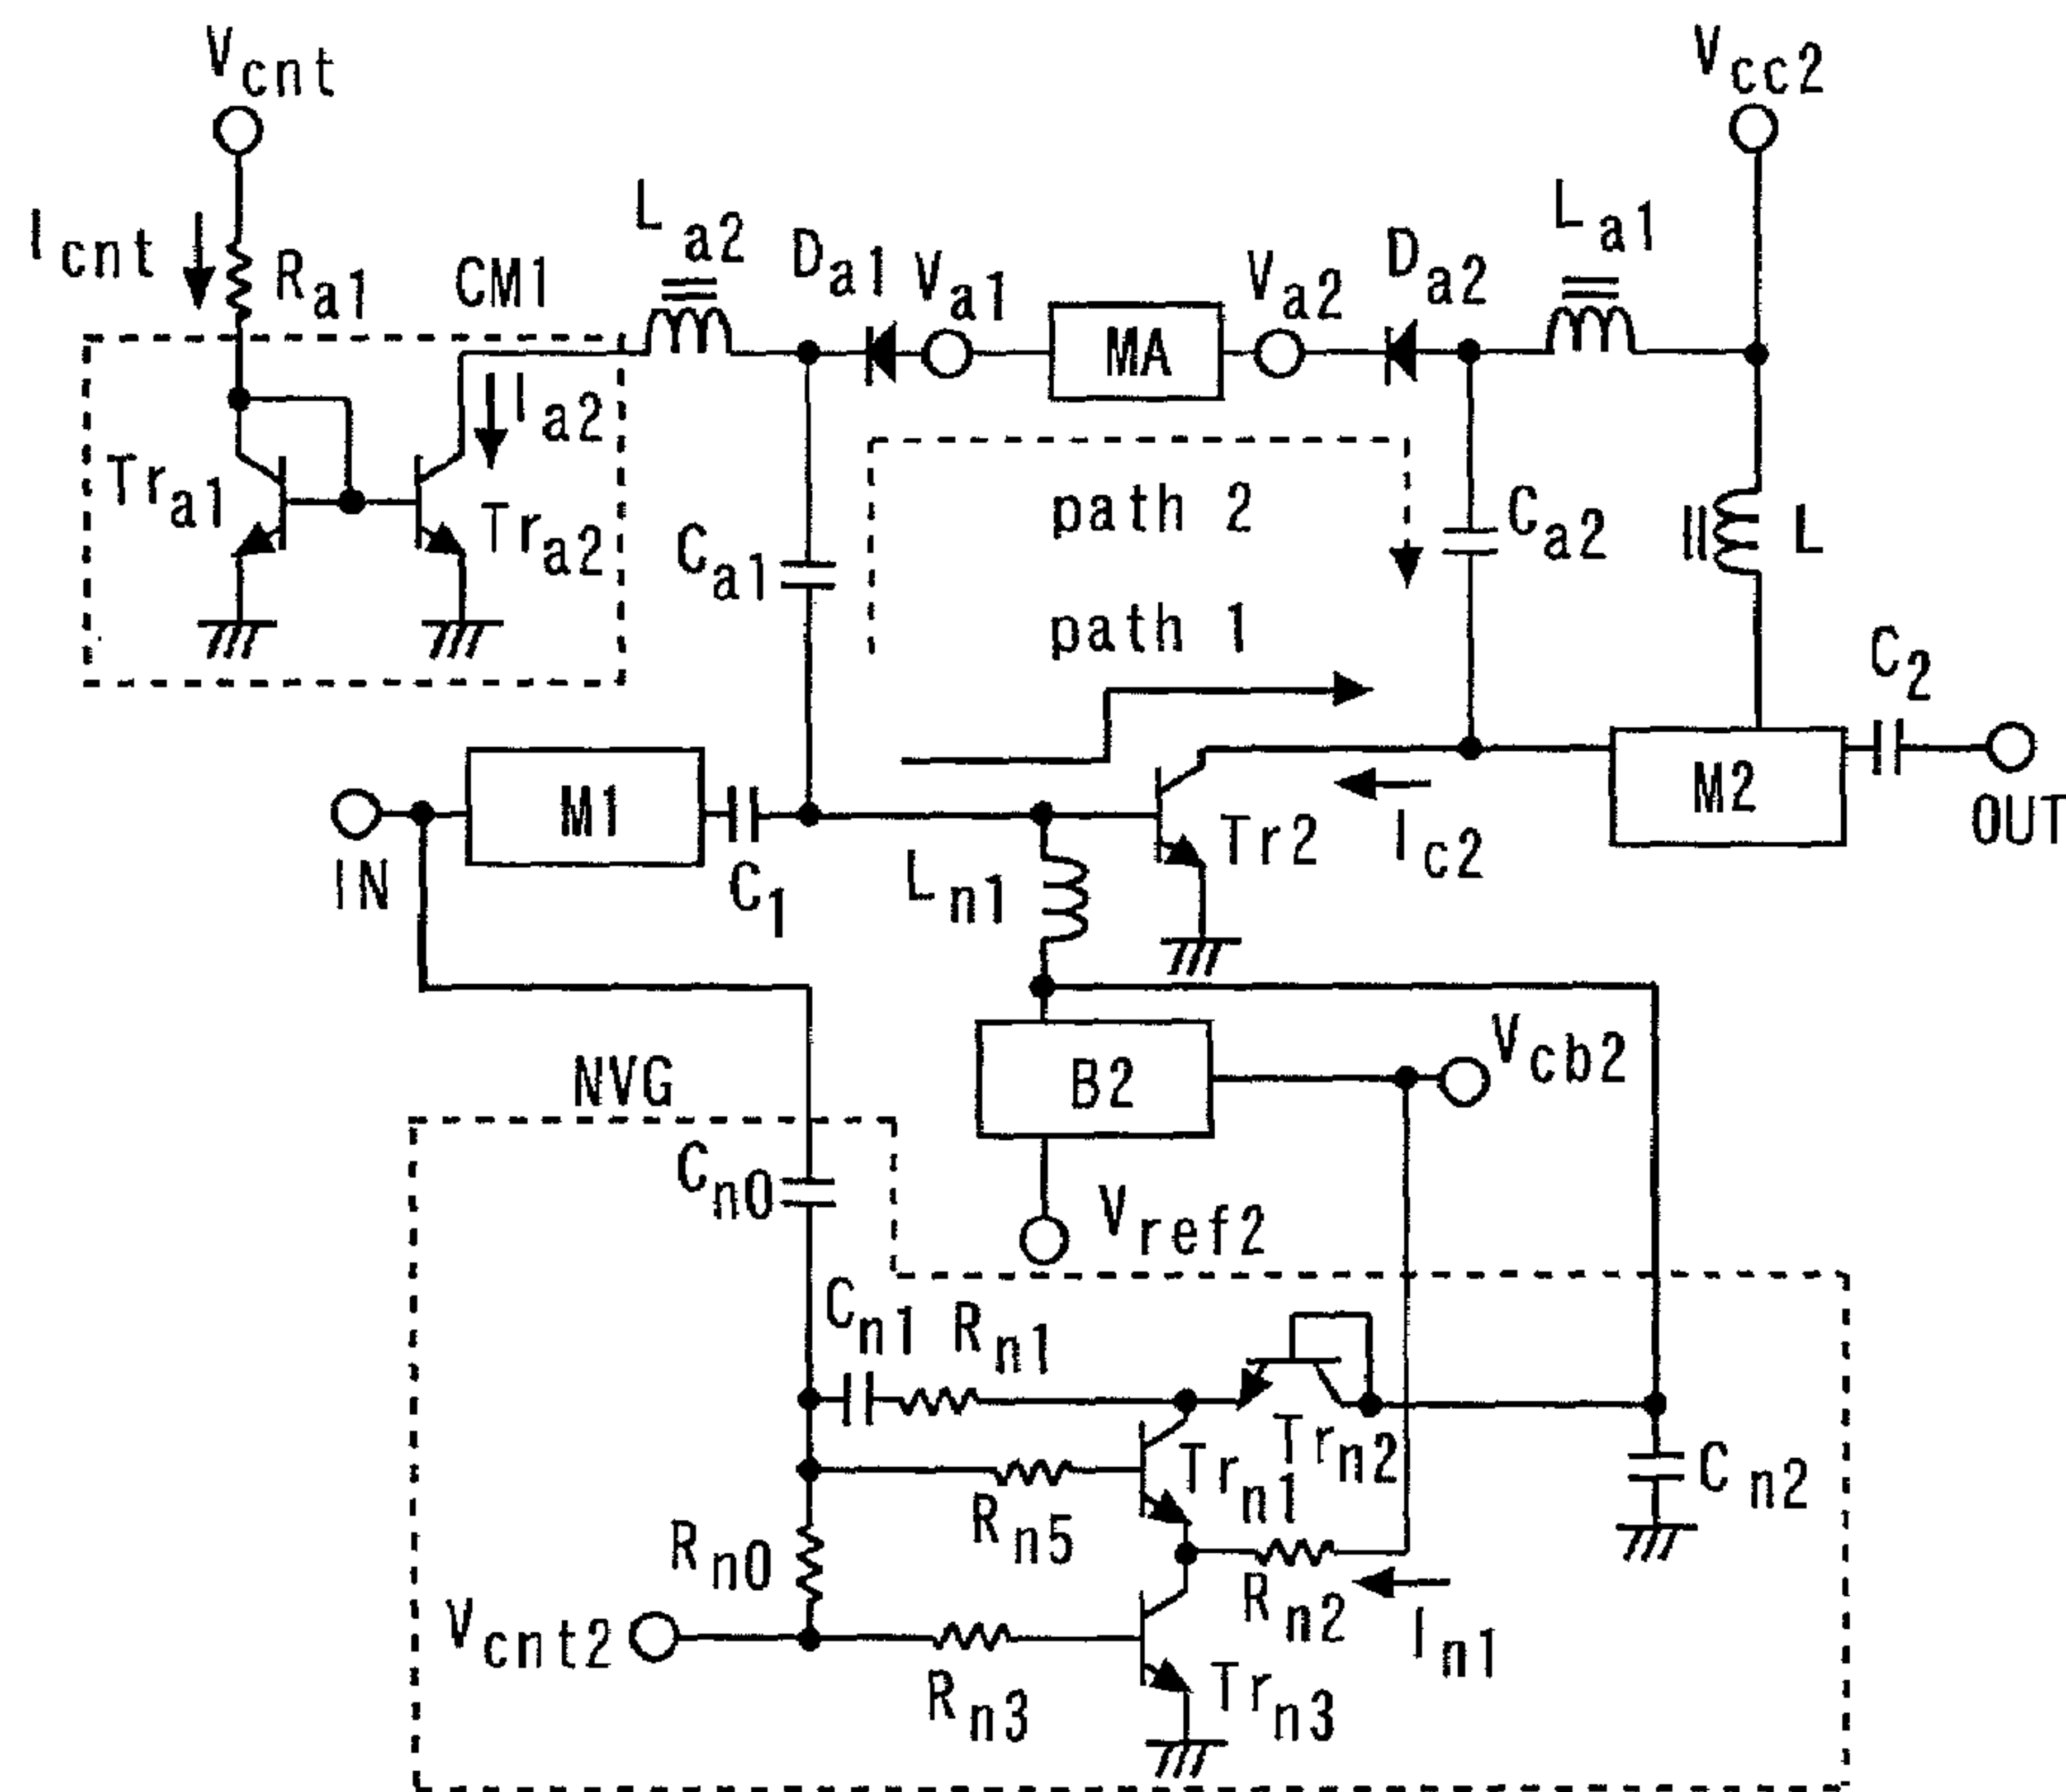 Vcnt
Vcc2
Icnt
Ra1
CM1
La2
Da1
Va1
MA
Va2
Da2
La1
Ia2
Tra1
Tra2
Ca1
path 2
path 1
Ca2
L
C2
IN
M1
C1
Tr2
Ic2
M2
OUT
Ln1
NVG
B2
Vcb2
Cn0
Vref2
Cn1
Rn1
Trn2
Trn1
Cn2
Rn5
Rn0
Rn2
In1
Vcnt2
Rn3
Trn3